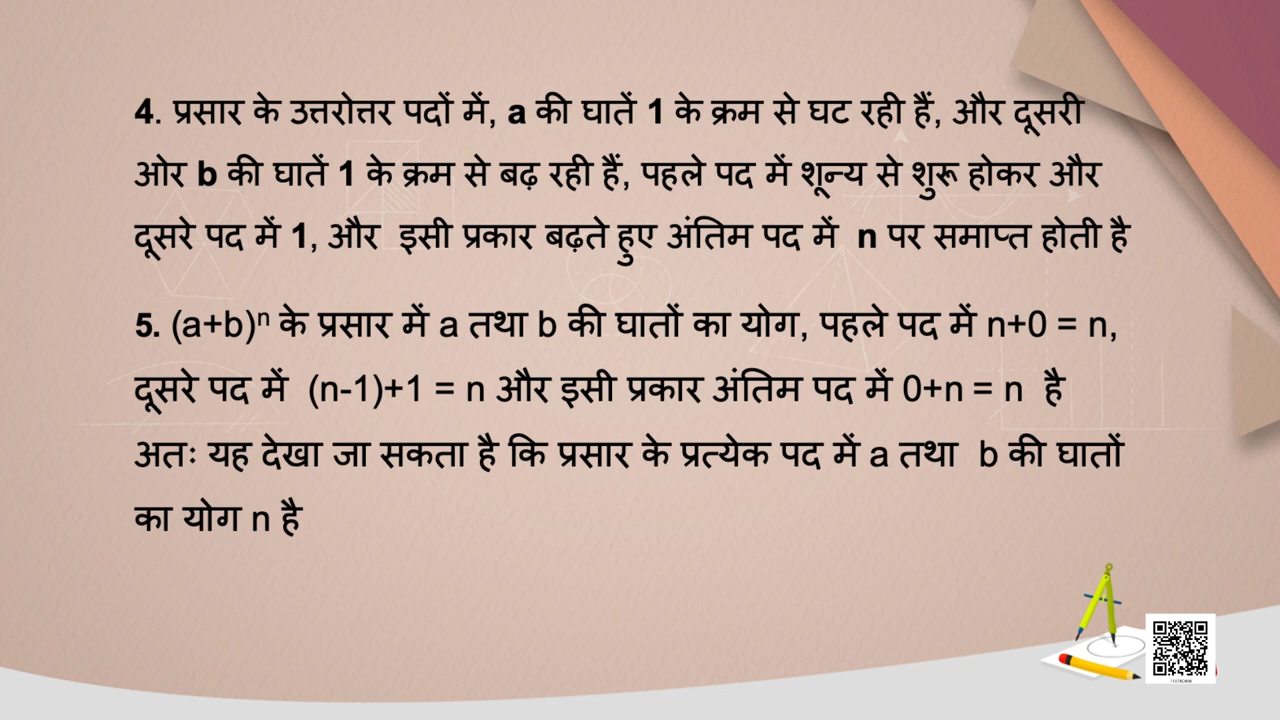 4. प्रसार के उत्तरोत्तर पदों में, a की घातें 1 के क्रम से घट रही हैं, और दूसरी
ओर b की घातें 1 के क्रम से बढ़ रही हैं, पहले पद में शून्य से शुरू होकर और
दूसरे पद में 1, और इसी प्रकार बढ़ते हुए अंतिम पद में n पर समाप्त होती है
5. (a+b)ⁿ के प्रसार में a तथा b की घातों का योग, पहले पद में n+0 = n,
दूसरे पद में (n-1)+1 = n और इसी प्रकार अंतिम पद में 0+n = n है
अतः यह देखा जा सकता है कि प्रसार के प्रत्येक पद में a तथा b की घातों
का योग n है